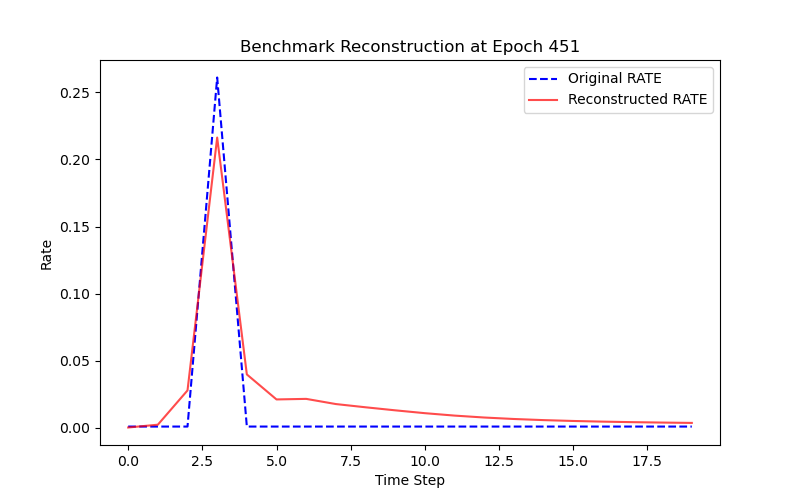 Benchmark Reconstruction at Epoch 451
Original RATE
Reconstructed RATE
0.25
0.20
0.15
0.10
0.05
0.00
Rate
0.0 2.5 5.0 7.5 10.0 12.5 15.0 17.5
Time Step